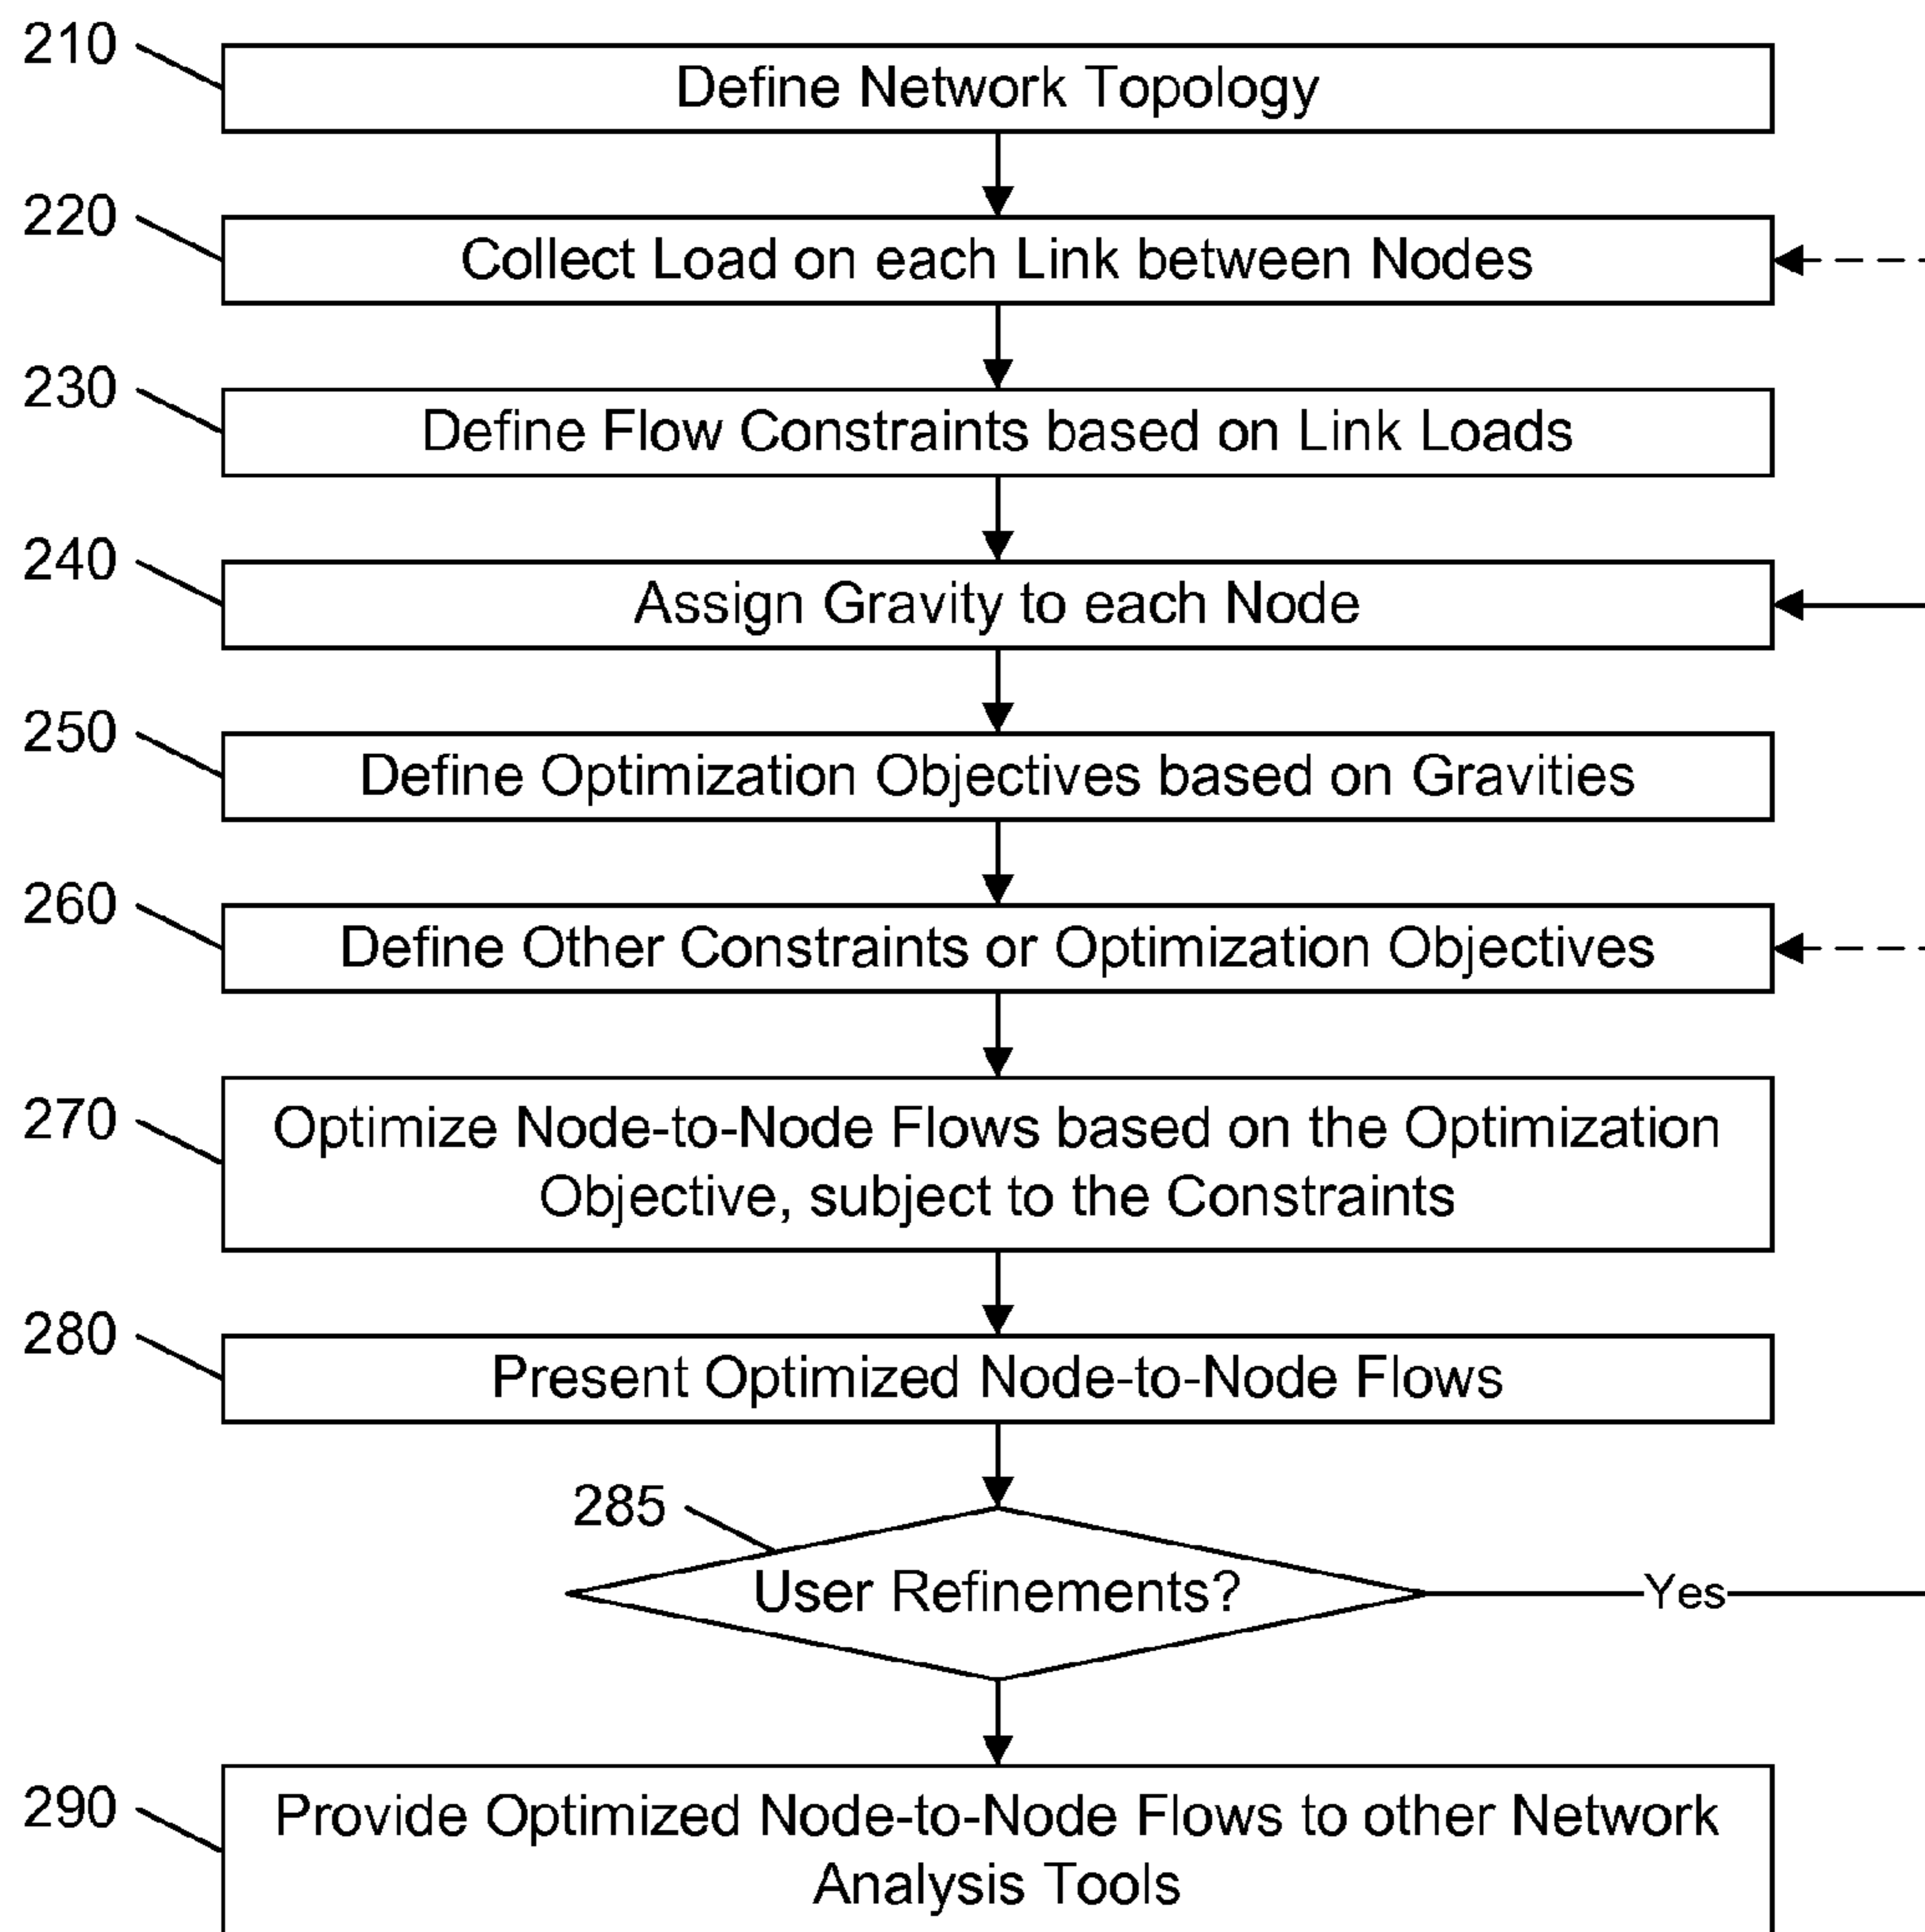 210
Define Network Topology
220
Collect Load on each Link between Nodes
230
Define Flow Constraints based on Link Loads
240
Assign Gravity to each Node
250
Define Optimization Objectives based on Gravities
260
Define Other Constraints or Optimization Objectives
270
Optimize Node-to-Node Flows based on the Optimization
Objective, subject to the Constraints
280
Present Optimized Node-to-Node Flows
285
User Refinements?
Yes
290
Provide Optimized Node-to-Node Flows to other Network
Analysis Tools